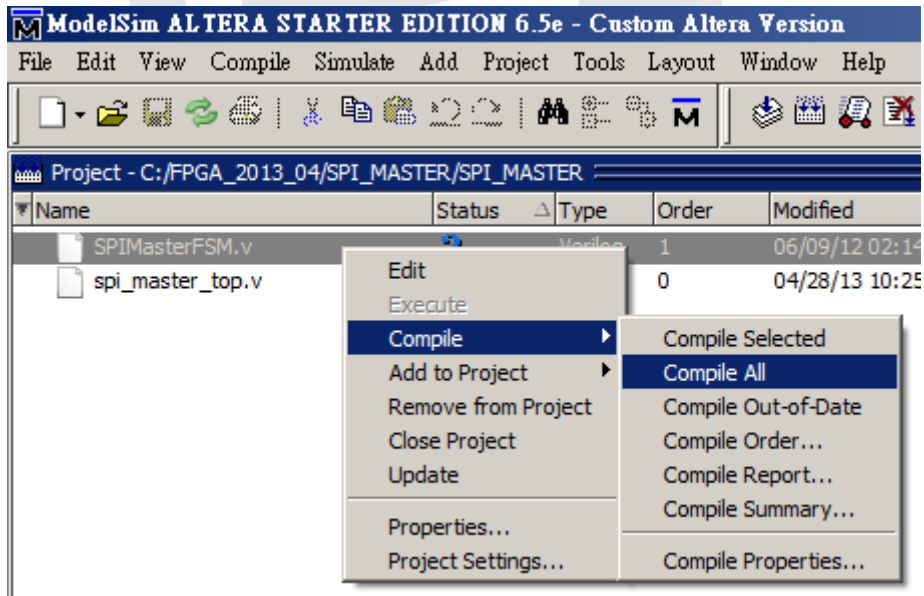 ModelSim ALTERA STARTER EDITION 6.5e - Custom Altera Version
File Edit View Compile Simulate Add Project Tools Layout Window Help
Project - C:/FPGA_2013_04/SPI_MASTER/SPI_MASTER
Name Status Type Order Modified
SPIMasterFSM.v Verilog 1 06/09/12 02:14
spi_master_top.v 0 04/28/13 10:25
Edit
Execute
Compile
Add to Project
Remove from Project
Close Project
Update
Properties...
Project Settings...
Compile Selected
Compile All
Compile Out-of-Date
Compile Order...
Compile Report...
Compile Summary...
Compile Properties...